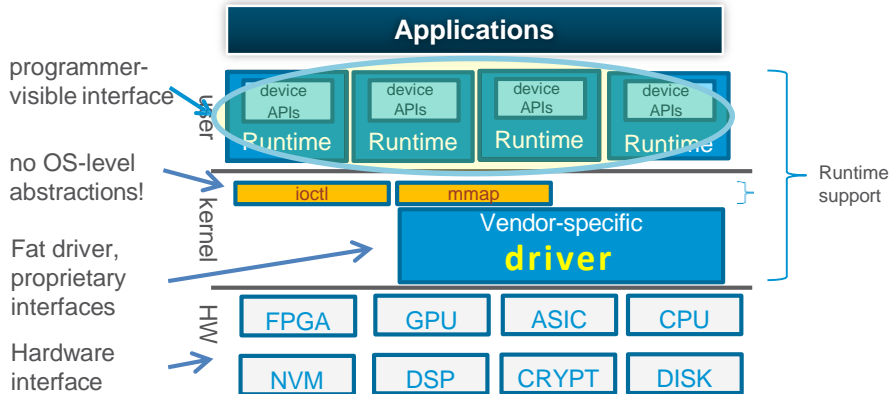 Applications
programmer-
visible interface
user
device
APIs
Runtime
device
APIs
Runtime
device
APIs
Runtime
device
APIs
Runtime
no OS-level
abstractions!
ioctl
mmap
Runtime
support
kernel
Vendor-specific
driver
Fat driver,
proprietary
interfaces
HW
FPGA
GPU
ASIC
CPU
Hardware
interface
NVM
DSP
CRYPT
DISK